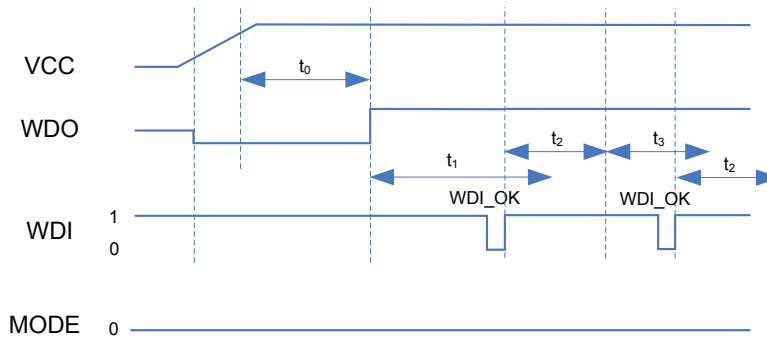 VCC
t₀
WDO
t₂
t₃
t₁
t₂
WDI_OK
WDI_OK
WDI
1
0
MODE
0